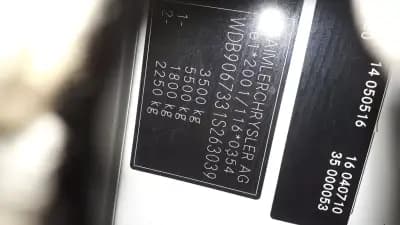 DAIMLERCHRYSLER AG
e1*2001/116*0354
WDB9067331S263039
3500 kg
5500 kg
1- 1800 kg
2- 2250 kg
14 050516
16 040710
35 000053